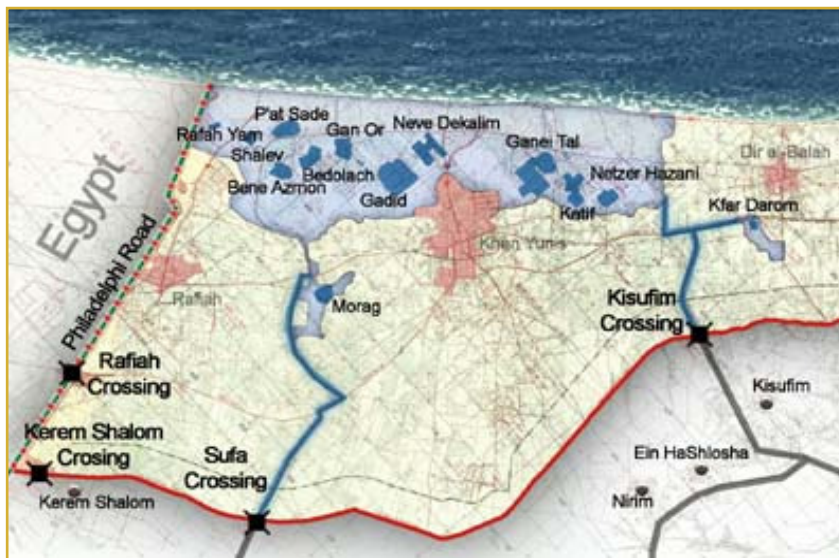 P'at Sade
Rafah Yam
Gan Or
Neve Dekalim
Shalev
Bedolach
Ganei Tal
Bene Azmon
Gadid
Netzer Hazani
Katif
Dir al-Balah
Kfar Darom
Egypt
Philadelphi Road
Khan Yunis
Rafiah
Morag
Kisufim
Crossing
Rafiah
Crossing
Kisufim
Kerem Shalom
Crosing
Sufa
Crossing
Ein HaShlosha
Kerem Shalom
Nirim